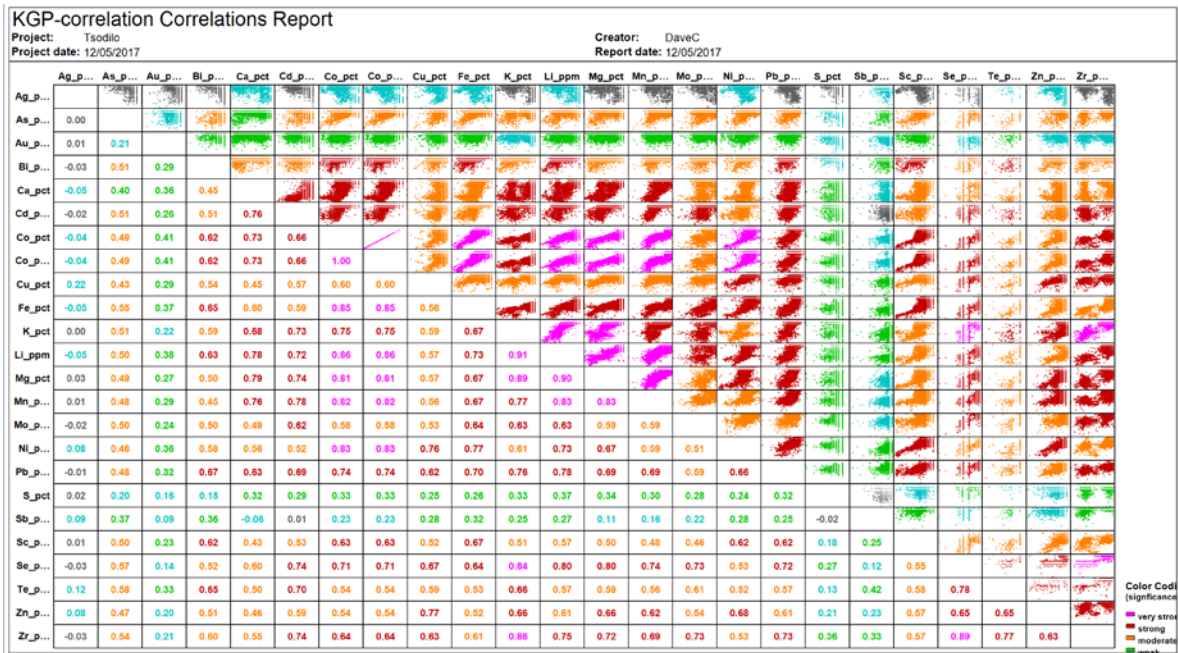 KGP-correlation Correlations Report
Project: Tsodilo Creator: DaveC
Project date: 12/05/2017 Report date: 12/05/2017
Ag_p... As_p... Au_p... Bi_p... Ca_pct Cd_p... Co_pct Co_p... Cu_pct Fe_pct K_pct Li_ppm Mg_pct Mn_p... Mo_p... Ni_p... Pb_p... S_pct Sb_p... Sc_p... Se_p... Te_p... Zn_p... Zr_p...
Ag_p...
As_p... 0.00
Au_p... 0.01 0.21
Bi_p... -0.03 0.51 0.29
Ca_pct -0.05 0.40 0.36 0.45
Cd_p... -0.02 0.51 0.26 0.51 0.76
Co_pct -0.04 0.49 0.41 0.62 0.73 0.66
Co_p... -0.04 0.49 0.41 0.62 0.73 0.66 1.00
Cu_pct 0.22 0.43 0.29 0.54 0.45 0.57 0.60 0.60
Fe_pct -0.05 0.55 0.37 0.65 0.60 0.59 0.85 0.85 0.56
K_pct 0.00 0.51 0.22 0.59 0.68 0.73 0.75 0.75 0.59 0.67
Li_ppm -0.05 0.50 0.38 0.63 0.78 0.72 0.86 0.86 0.57 0.73 0.91
Mg_pct 0.03 0.49 0.27 0.50 0.79 0.74 0.81 0.81 0.57 0.67 0.89 0.90
Mn_p... 0.01 0.48 0.29 0.45 0.76 0.78 0.82 0.82 0.56 0.67 0.77 0.83 0.83
Mo_p... -0.02 0.50 0.24 0.50 0.49 0.62 0.58 0.58 0.53 0.64 0.63 0.63 0.59 0.59
Ni_p... 0.08 0.46 0.36 0.58 0.56 0.52 0.83 0.83 0.76 0.77 0.61 0.73 0.67 0.59 0.51
Pb_p... -0.01 0.48 0.32 0.67 0.63 0.69 0.74 0.74 0.62 0.70 0.76 0.78 0.69 0.69 0.59 0.66
S_pct 0.02 0.20 0.16 0.18 0.32 0.29 0.33 0.33 0.25 0.26 0.33 0.37 0.34 0.30 0.28 0.24 0.32
Sb_p... 0.09 0.37 0.09 0.36 -0.06 0.01 0.23 0.23 0.28 0.32 0.25 0.27 0.11 0.16 0.22 0.28 0.25 -0.02
Sc_p... 0.01 0.50 0.23 0.62 0.43 0.53 0.63 0.63 0.52 0.67 0.51 0.57 0.50 0.48 0.46 0.62 0.62 0.18 0.25
Se_p... -0.03 0.57 0.14 0.52 0.60 0.74 0.71 0.71 0.67 0.64 0.84 0.80 0.80 0.74 0.73 0.53 0.72 0.27 0.12 0.55
Te_p... 0.12 0.58 0.33 0.65 0.50 0.70 0.54 0.54 0.59 0.53 0.66 0.57 0.59 0.56 0.61 0.52 0.57 0.13 0.42 0.58 0.78
Zn_p... 0.08 0.47 0.20 0.51 0.46 0.59 0.54 0.54 0.77 0.52 0.66 0.61 0.66 0.62 0.54 0.68 0.61 0.21 0.23 0.57 0.65 0.65
Zr_p... -0.03 0.54 0.21 0.60 0.55 0.74 0.64 0.64 0.63 0.61 0.86 0.75 0.72 0.69 0.73 0.53 0.73 0.36 0.33 0.57 0.89 0.77 0.63
Color Codi
(signficance
very stron
strong
moderate
weak